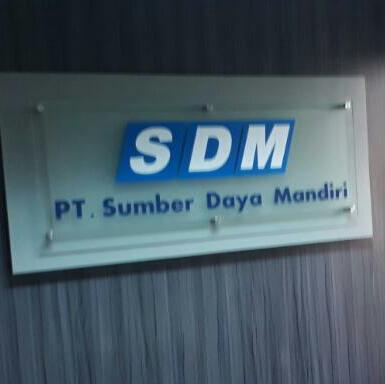 SDM
PT. Sumber Daya Mandiri